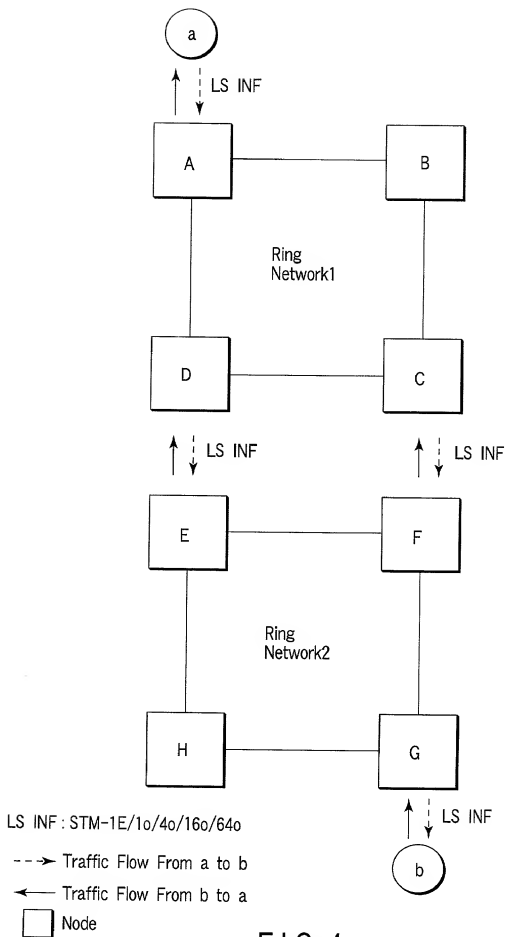 a
LS INF
A
B
Ring
Network1
D
C
LS INF
LS INF
E
F
Ring
Network2
H
G
LS INF : STM-1E/1o/4o/16o/64o
LS INF
Traffic Flow From a to b
b
Traffic Flow From b to a
Node